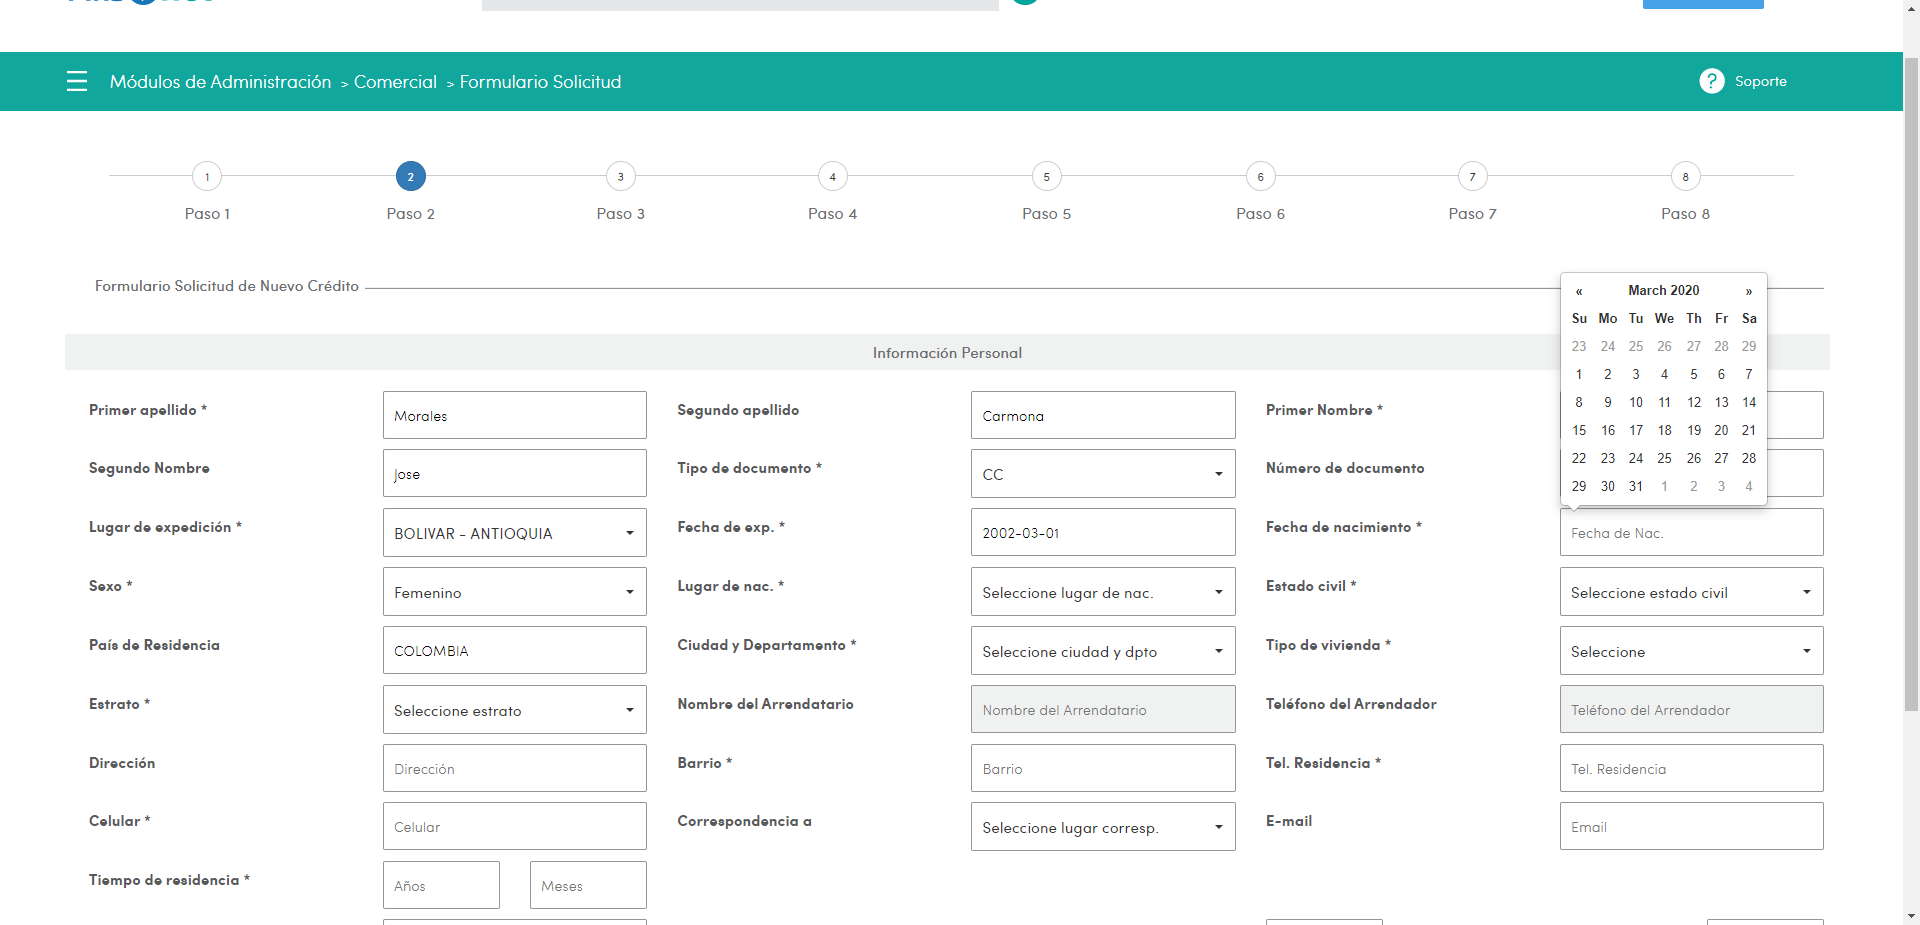 Módulos de Administración > Comercial > Formulario Solicitud
? Soporte
1 2 3 4 5 6 7 8
Paso 1 Paso 2 Paso 3 Paso 4 Paso 5 Paso 6 Paso 7 Paso 8
Formulario Solicitud de Nuevo Crédito
« March 2020 »
Su Mo Tu We Th Fr Sa
23 24 25 26 27 28 29
1 2 3 4 5 6 7
8 9 10 11 12 13 14
15 16 17 18 19 20 21
22 23 24 25 26 27 28
29 30 31 1 2 3 4
Información Personal
Primer apellido * Morales Segundo apellido Carmona Primer Nombre *
Segundo Nombre Jose Tipo de documento * CC Número de documento
Lugar de expedición * BOLIVAR - ANTIOQUIA Fecha de exp. * 2002-03-01 Fecha de nacimiento * Fecha de Nac.
Sexo * Femenino Lugar de nac. * Seleccione lugar de nac. Estado civil * Seleccione estado civil
País de Residencia COLOMBIA Ciudad y Departamento * Seleccione ciudad y dpto Tipo de vivienda * Seleccione
Estrato * Seleccione estrato Nombre del Arrendatario Nombre del Arrendatario Teléfono del Arrendador Teléfono del Arrendador
Dirección Dirección Barrio * Barrio Tel. Residencia * Tel. Residencia
Celular * Celular Correspondencia a Seleccione lugar corresp. E-mail Email
Tiempo de residencia * Años Meses